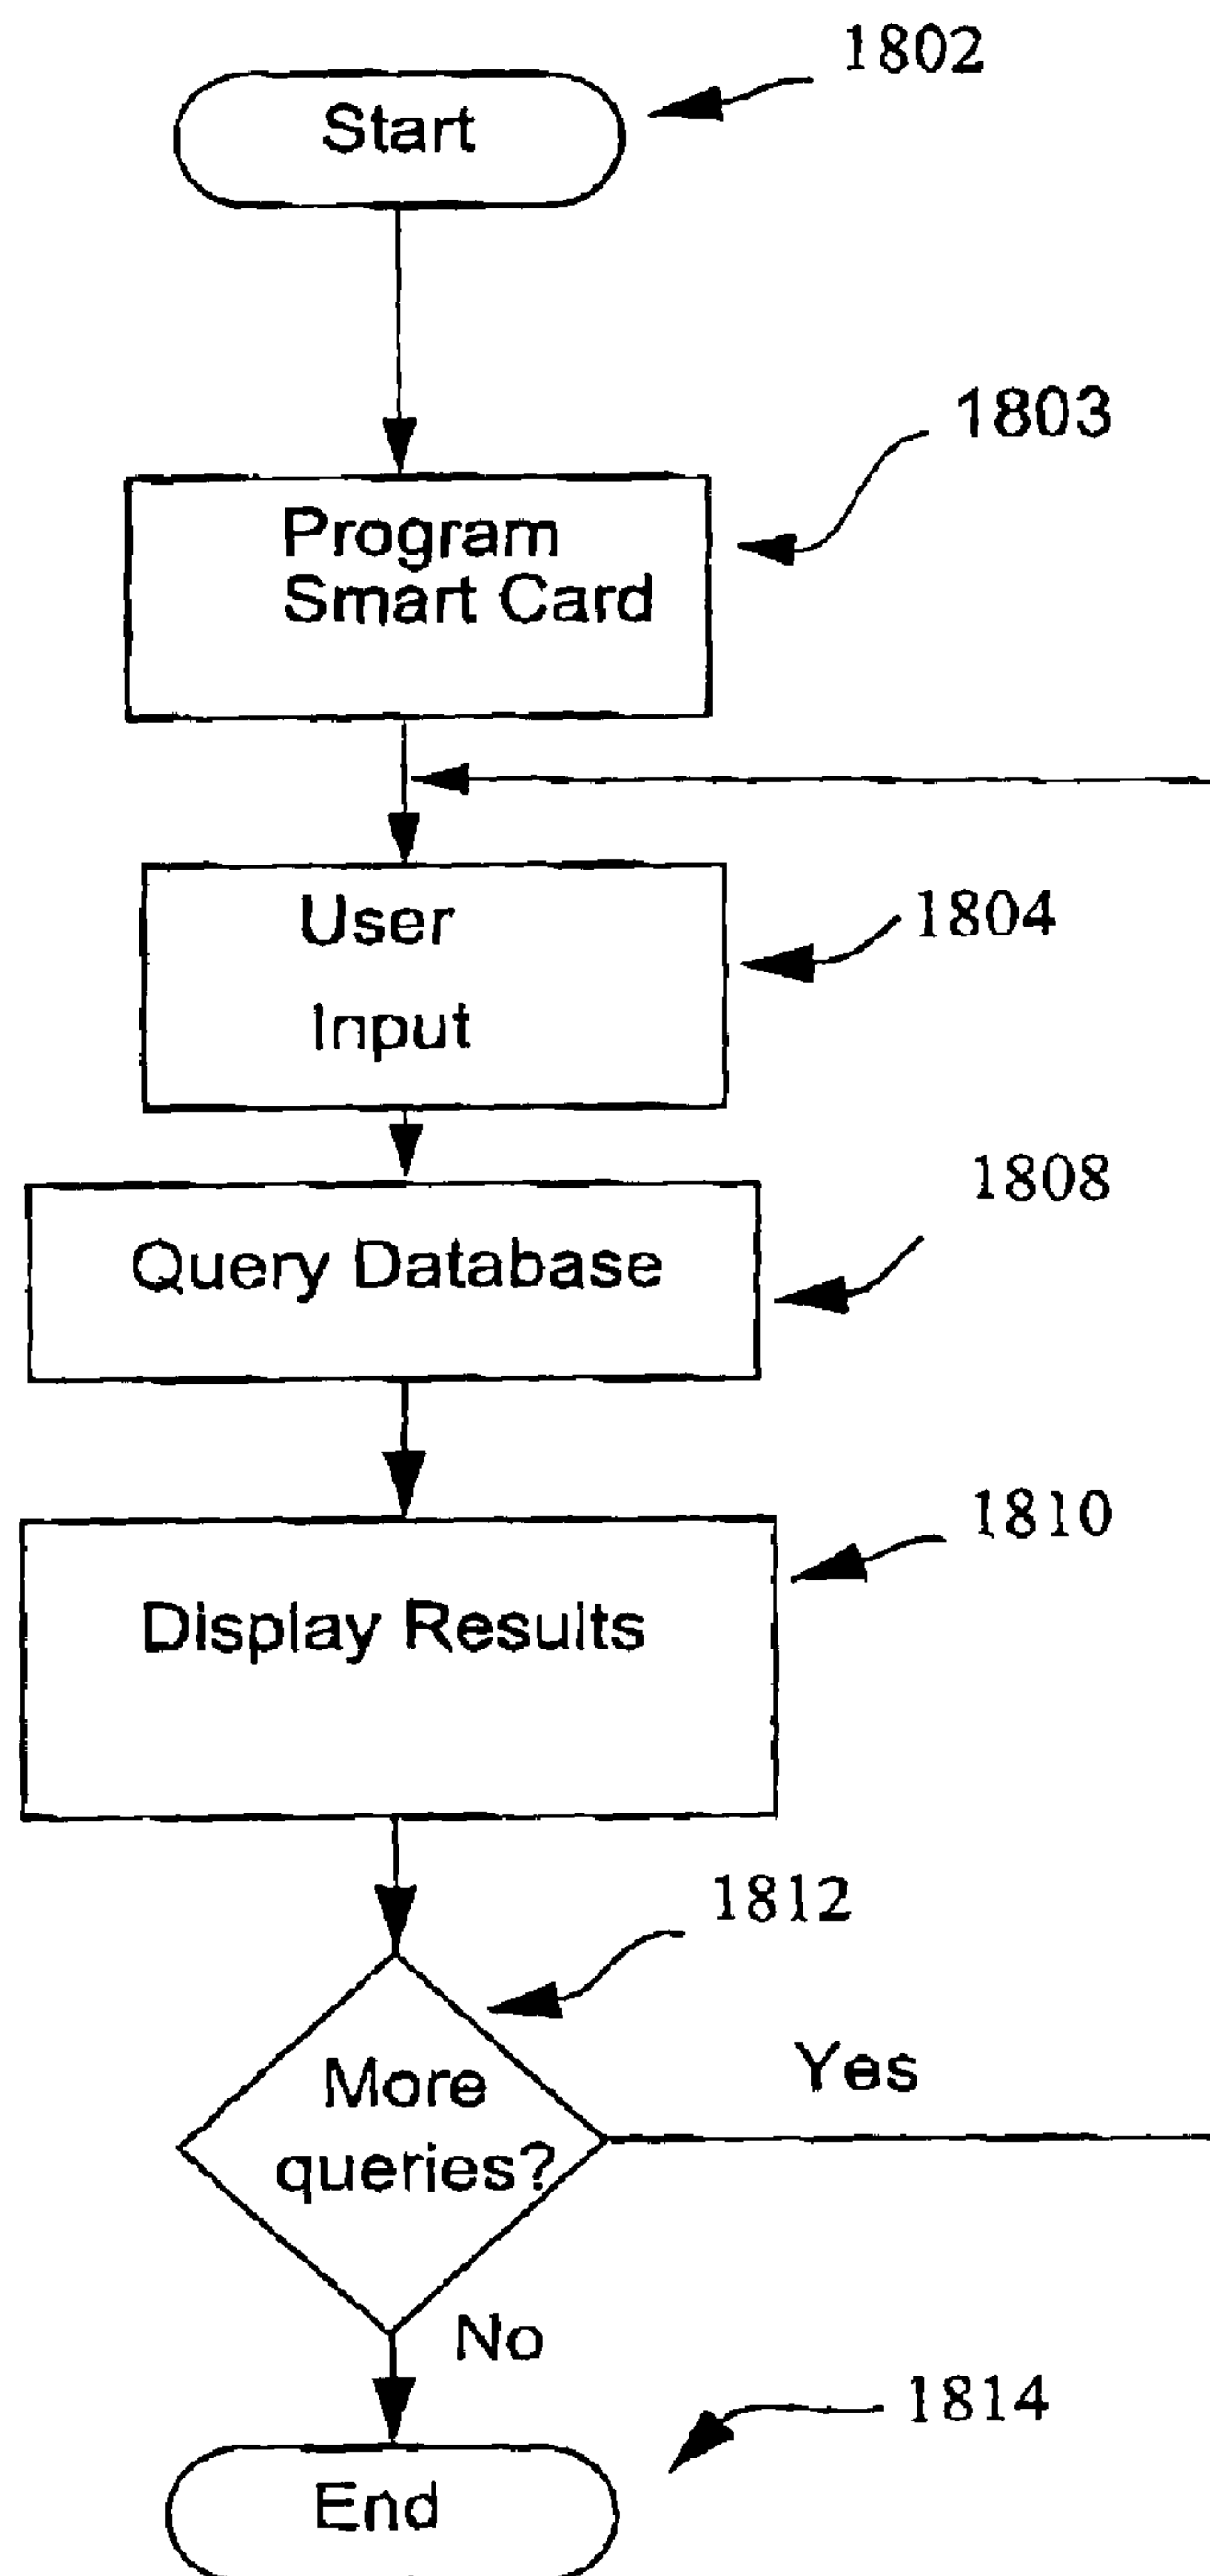 1802
Start
1803
Program
Smart Card
User
1804
Input
1808
Query Database
1810
Display Results
1812
More
queries?
Yes
No
1814
End